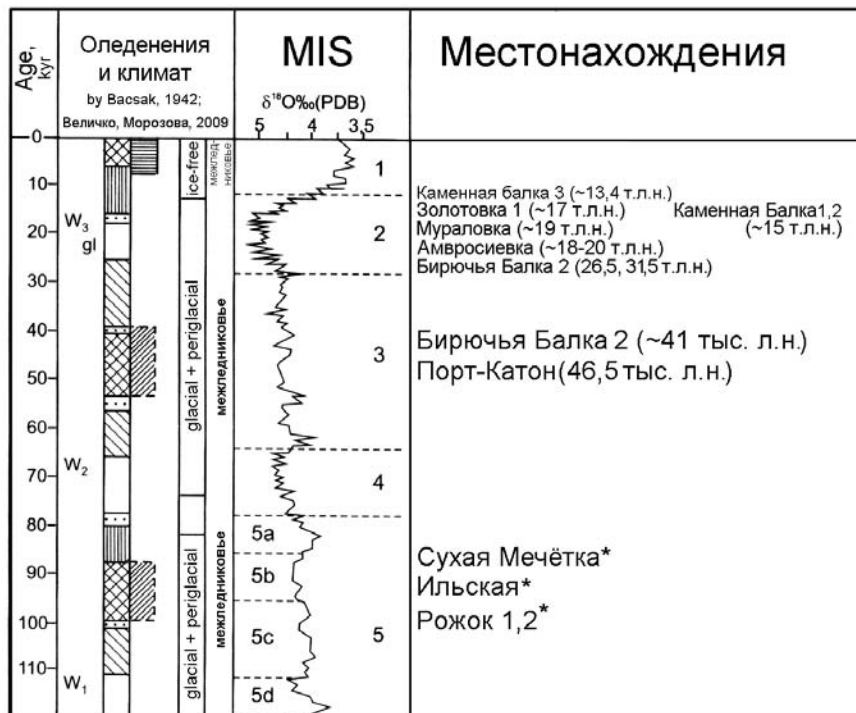 Age, kyr
Оледенения
и климат
by Bacsak, 1942;
Величко, Морозова, 2009
MIS
δ¹⁸O‰(PDB)
5 4 3,5
Местонахождения
0
10
20
30
40
50
60
70
80
90
100
110
W₃
gl
W₂
W₁
ice-free
glacial + periglacial
glacial + periglacial
межлед-
никовье
межледниковье
межледниковье
1
2
3
4
5
5a
5b
5c
5d
Каменная балка 3 (~13,4 т.л.н.)
Золотовка 1 (~17 т.л.н.) Каменная Балка1,2
Мураловка (~19 т.л.н.) (~15 т.л.н.)
Амвросиевка (~18-20 т.л.н.)
Бирючья Балка 2 (26,5, 31,5 т.л.н.)
Бирючья Балка 2 (~41 тыс. л.н.)
Порт-Катон(46,5 тыс. л.н.)
Сухая Мечётка*
Ильская*
Рожок 1,2*